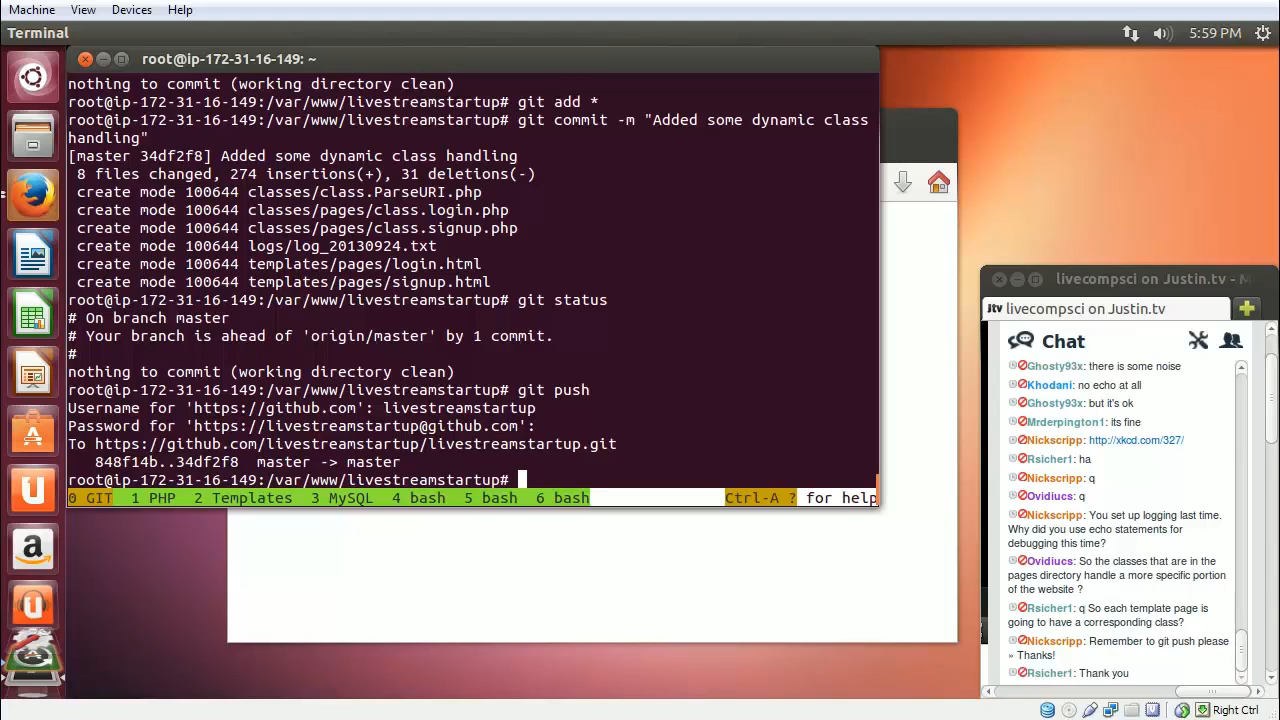 Machine View Devices Help
Terminal
5:59 PM
root@ip-172-31-16-149: ~
nothing to commit (working directory clean)
root@ip-172-31-16-149:/var/www/livestreamstartup# git add *
root@ip-172-31-16-149:/var/www/livestreamstartup# git commit -m "Added some dynamic class
handling"
[master 34df2f8] Added some dynamic class handling
8 files changed, 274 insertions(+), 31 deletions(-)
create mode 100644 classes/class.ParseURI.php
create mode 100644 classes/pages/class.login.php
create mode 100644 classes/pages/class.signup.php
create mode 100644 logs/log_20130924.txt
create mode 100644 templates/pages/login.html
create mode 100644 templates/pages/signup.html
root@ip-172-31-16-149:/var/www/livestreamstartup# git status
# On branch master
# Your branch is ahead of 'origin/master' by 1 commit.
#
nothing to commit (working directory clean)
root@ip-172-31-16-149:/var/www/livestreamstartup# git push
Username for 'https://github.com': livestreamstartup
Password for 'https://livestreamstartup@github.com':
To https://github.com/livestreamstartup/livestreamstartup.git
848f14b..34df2f8 master -> master
root@ip-172-31-16-149:/var/www/livestreamstartup#
0 GIT 1 PHP 2 Templates 3 MySQL 4 bash 5 bash 6 bash Ctrl-A ? for help
livecompsci on Justin.tv - M
Jtv livecompsci on Justin.tv
Chat
Ghosty93x: there is some noise
Khodani: no echo at all
Ghosty93x: but it's ok
Mrderpington1: its fine
Nickscripp: http://xkcd.com/327/
Rsicher1: ha
Nickscripp: q
Ovidiucs: q
Nickscripp: You set up logging last time.
Why did you use echo statements for
debugging this time?
Ovidiucs: So the classes that are in the
pages directory handle a more specific portion
of the website ?
Rsicher1: q So each template page is
going to have a corresponding class?
Nickscripp: Remember to git push please
» Thanks!
Rsicher1: Thank you
Right Ctrl